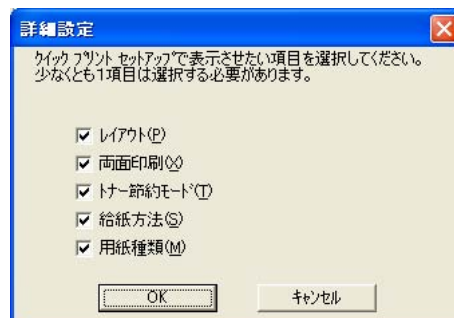 詳細設定
ｸｲｯｸ ﾌﾟﾘﾝﾄ ｾｯﾄｱｯﾌﾟで表示させたい項目を選択してください。
少なくとも1項目は選択する必要があります。
ﾚｲｱｳﾄ(P)
両面印刷(X)
ﾄﾅｰ節約ﾓｰﾄﾞ(T)
給紙方法(S)
用紙種類(M)
OK
ｷｬﾝｾﾙ